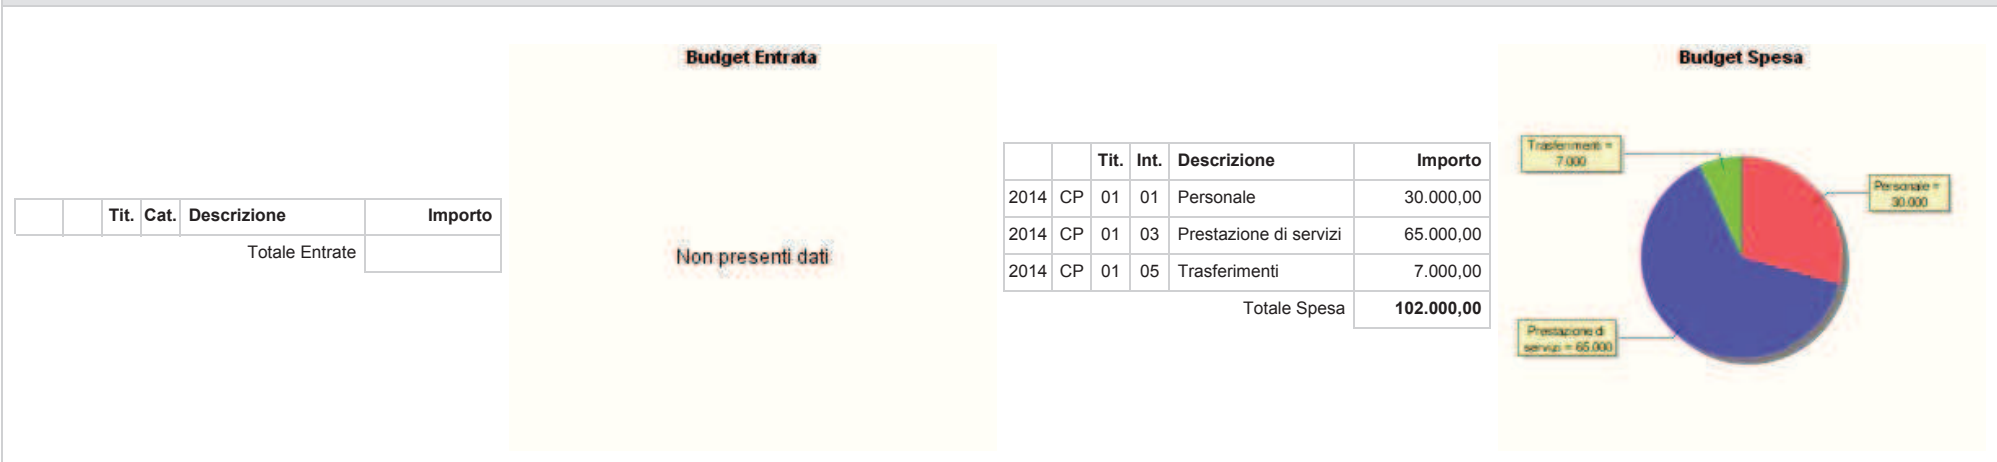 Tit. Cat. Descrizione Importo
Totale Entrate
Budget Entrata
Non presenti dati
Tit. Int. Descrizione Importo
2014 CP 01 01 Personale 30.000,00
2014 CP 01 03 Prestazione di servizi 65.000,00
2014 CP 01 05 Trasferimenti 7.000,00
Totale Spesa 102.000,00
Budget Spesa
Trasferimenti =
7.000
Personale =
30.000
Prestazione di
servizi = 65.000